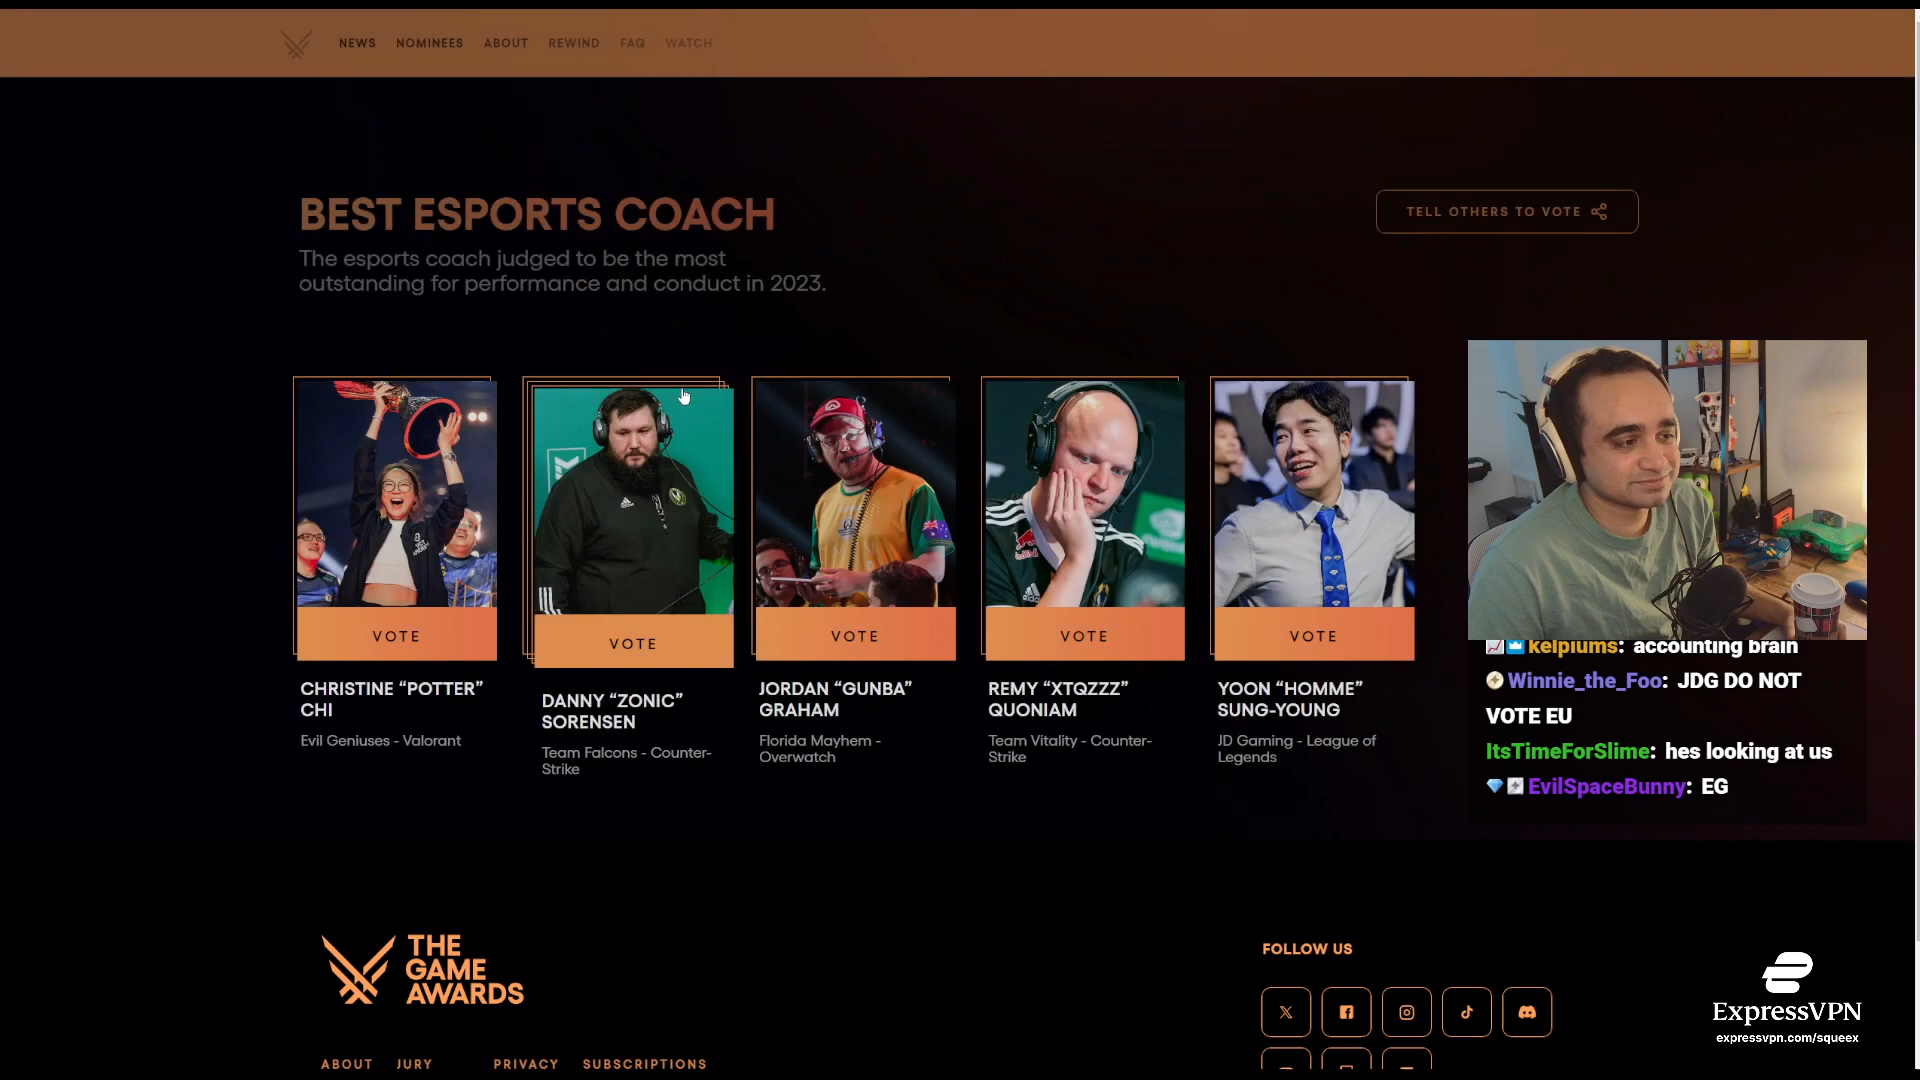 NEWS NOMINEES ABOUT REWIND FAQ WATCH
BEST ESPORTS COACH
The esports coach judged to be the most
outstanding for performance and conduct in 2023.
TELL OTHERS TO VOTE
VOTE
CHRISTINE “POTTER”
CHI
Evil Geniuses - Valorant
VOTE
DANNY “ZONIC”
SORENSEN
Team Falcons - Counter-
Strike
VOTE
JORDAN “GUNBA”
GRAHAM
Florida Mayhem -
Overwatch
VOTE
REMY “XTQZZZ”
QUONIAM
Team Vitality - Counter-
Strike
VOTE
YOON “HOMME”
SUNG-YOUNG
JD Gaming - League of
Legends
kelpiums: accounting brain
Winnie_the_Foo: JDG DO NOT
VOTE EU
ItsTimeForSlime: hes looking at us
EvilSpaceBunny: EG
THE
GAME
AWARDS
FOLLOW US
ExpressVPN
expressvpn.com/squeex
ABOUT JURY PRIVACY SUBSCRIPTIONS